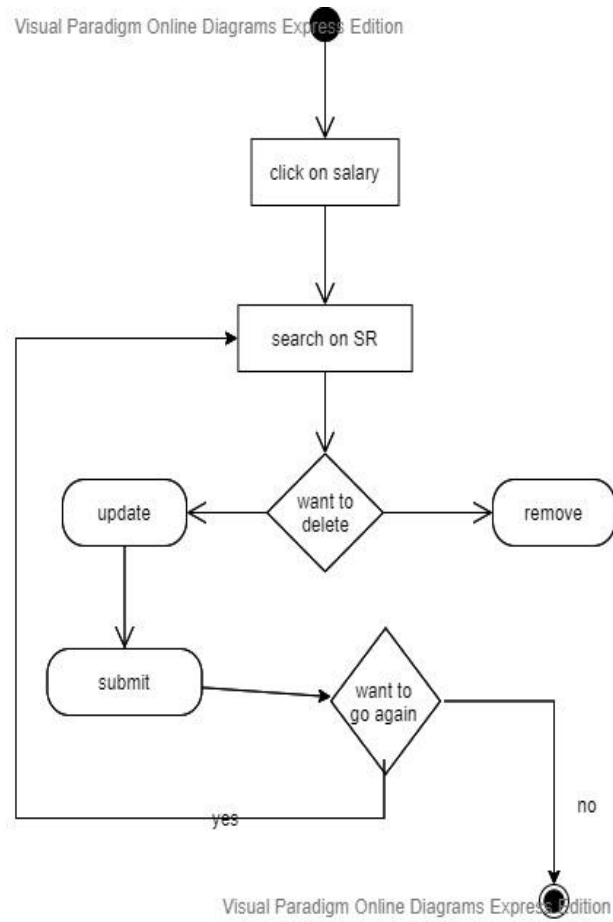 Visual Paradigm Online Diagrams Express Edition
click on salary
search on SR
update
want to
delete
remove
submit
want to
go again
yes
no
Visual Paradigm Online Diagrams Express Edition